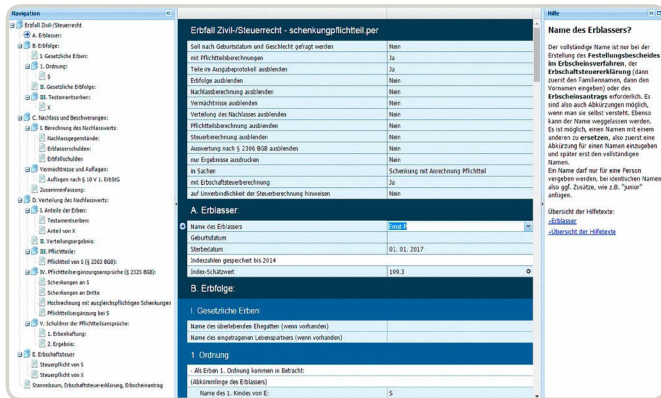 Navigation
Erbfall Zivil-/Steuerrecht
A. Erblasser:
B. Erbfolge:
I. Gesetzliche Erben:
I. Ordnung:
S
II. Gesetzliche Erbfolge:
III. Testamentserben:
X
C. Nachlass und Beschwerungen:
I. Berechnung des Nachlasswerts:
Nachlassgegenstände:
Erblasserschulden:
Erbfallschulden
Vermächtnisse und Auflagen:
Auflagen nach § 10 V 1. ErbStG
Zusammenfassung:
D. Verteilung des Nachlasswerts:
I. Anteile der Erben:
Testamentserben:
Anteil von X
II. Verteilungsergebnis:
III. Pflichtteile:
Pflichtteil von S (§ 2303 BGB):
IV. Pflichtteilsergänzungsansprüche (§ 2325 BGB):
Schenkungen an S
Schenkungen an Dritte
Hochrechnung mit ausgleichspflichtigen Schenkungen
Pflichtteilsergänzung bei S
V. Schuldner der Pflichtteilsansprüche:
1. Erbenhaftung:
2. Ergebnis:
E. Erbschaftsteuer
Steuerpflicht von S
Steuerpflicht von X
Stammbaum, Erbschaftsteuererklärung, Erbscheinantrag
Erbfall Zivil-/Steuerrecht - schenkungpflichtteil.per
Soll nach Geburtsdatum und Geschlecht gefragt werden Nein
mit Pflichtteilsberechnungen Ja
Teile im Ausgabeprotokoll ausblenden Ja
Erbfolge ausblenden Nein
Nachlassberechnung ausblenden Nein
Vermächtnisse ausblenden Nein
Verteilung des Nachlasses ausblenden Nein
Pflichtteilsberechnung ausblenden Nein
Steuerberechnung ausblenden Nein
Auswertung nach § 2306 BGB ausblenden Nein
nur Ergebnisse ausdrucken Nein
in Sachen Schenkung mit Anrechnung Pflichtteil
mit Erbschaftsteuerberechnung Ja
auf Unverbindlichkeit der Steuerberechnung hinweisen Nein
A. Erblasser:
Name des Erblassers Ernst E
Geburtsdatum
Sterbedatum 01. 01. 2017
Indexzahlen gespeichert bis 2014
Index-Schätzwert 109,3
B. Erbfolge:
I. Gesetzliche Erben:
Name des überlebenden Ehegatten (wenn vorhanden)
Name des eingetragenen Lebenspartners (wenn vorhanden)
1. Ordnung:
- Als Erben 1. Ordnung kommen in Betracht:
(Abkömmlinge des Erblassers)
Name des 1. Kindes von E: S
Hilfe
Name des Erblassers?
Der vollständige Name ist nur bei der
Erstellung des Festellungsbescheides
im Erbscheinsverfahren, der
Erbschaftsteuererklärung (dann
zuerst den Familiennamen, dann den
Vornamen eingeben) oder des
Erbscheinsantrags erforderlich. Es
sind also auch Abkürzungen möglich,
wenn man sie selbst versteht. Ebenso
kann der Name weggelassen werden.
Es ist möglich, einen Namen mit einem
anderen zu ersetzen, also zuerst eine
Abkürzung für einen Namen einzugeben
und später erst den vollständigen
Namen.
Ein Name darf nur für eine Person
vergeben werden, bei identischen Namen
also ggf. Zusätze, wie z.B. "junior"
anfügen.
Übersicht der Hilfetexte:
-Erblasser
-Übersicht der Hilfetexte